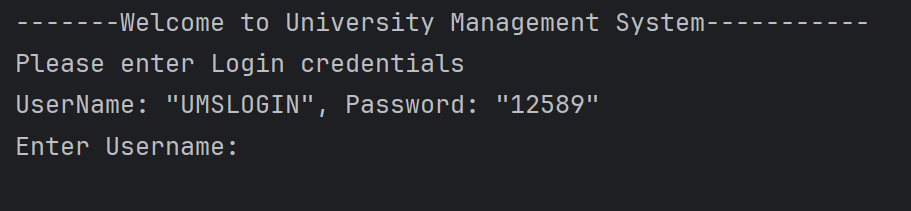 -------Welcome to University Management System-----------
Please enter Login credentials
UserName: "UMSLOGIN", Password: "12589"
Enter Username: